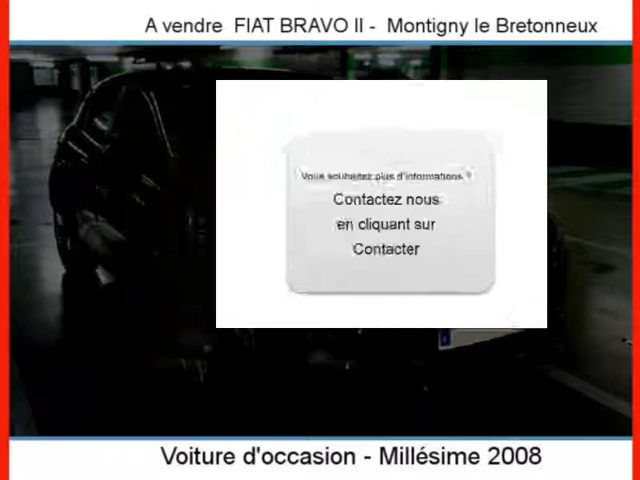 A vendre FIAT BRAVO II - Montigny le Bretonneux
Vous souhaitez plus d'informations ?
Contactez nous
en cliquant sur
Contacter
Voiture d'occasion - Millésime 2008